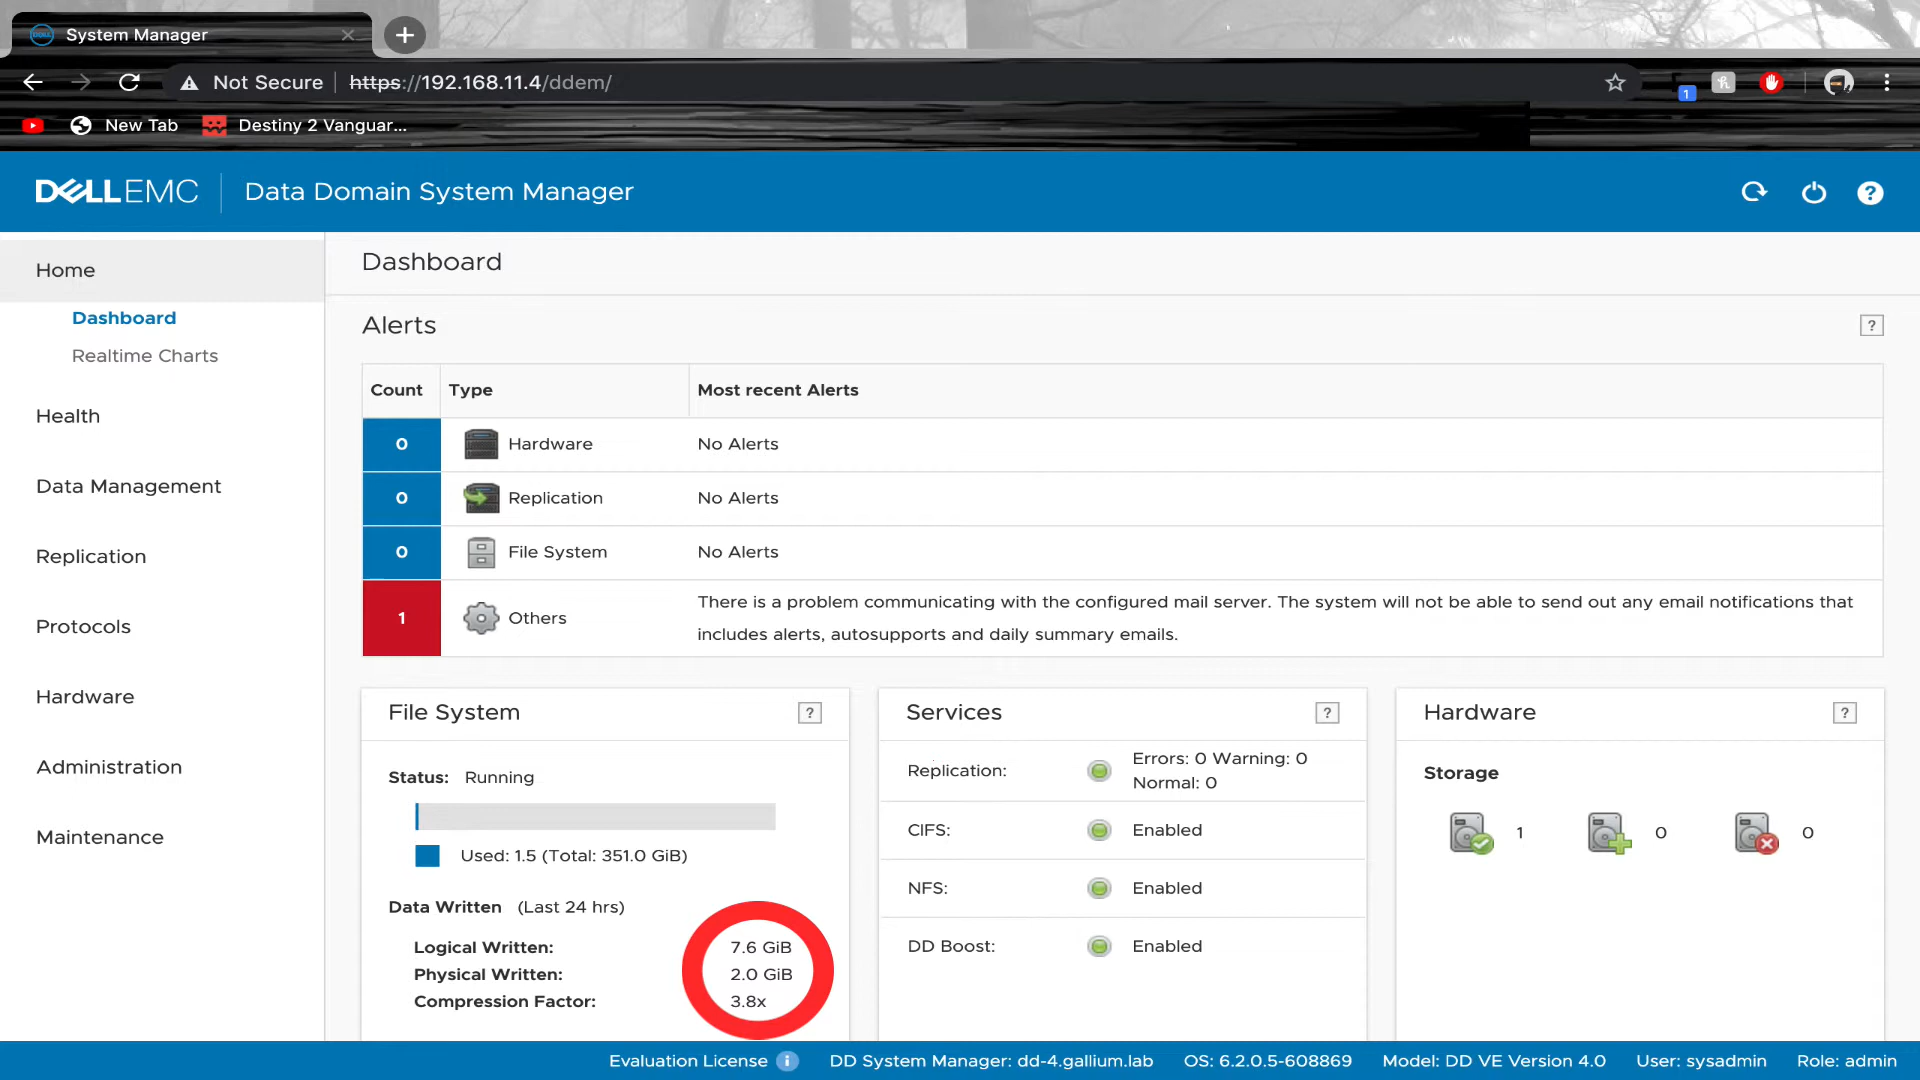 System Manager
Not Secure
https://192.168.11.4/ddem/
1
New Tab
Destiny 2 Vanguar...
DELLEMC
Data Domain System Manager
?
Home
Dashboard
Realtime Charts
Health
Data Management
Replication
Protocols
Hardware
Administration
Maintenance
Dashboard
Alerts
?
Count Type Most recent Alerts
0 Hardware No Alerts
0 Replication No Alerts
0 File System No Alerts
1 Others There is a problem communicating with the configured mail server. The system will not be able to send out any email notifications that
includes alerts, autosupports and daily summary emails.
File System ?
Status: Running
Used: 1.5 (Total: 351.0 GiB)
Data Written (Last 24 hrs)
Logical Written: 7.6 GiB
Physical Written: 2.0 GiB
Compression Factor: 3.8x
Services ?
Replication: Errors: 0 Warning: 0
Normal: 0
CIFS: Enabled
NFS: Enabled
DD Boost: Enabled
Hardware ?
Storage
1 0 0
Evaluation License i DD System Manager: dd-4.gallium.lab OS: 6.2.0.5-608869 Model: DD VE Version 4.0 User: sysadmin Role: admin